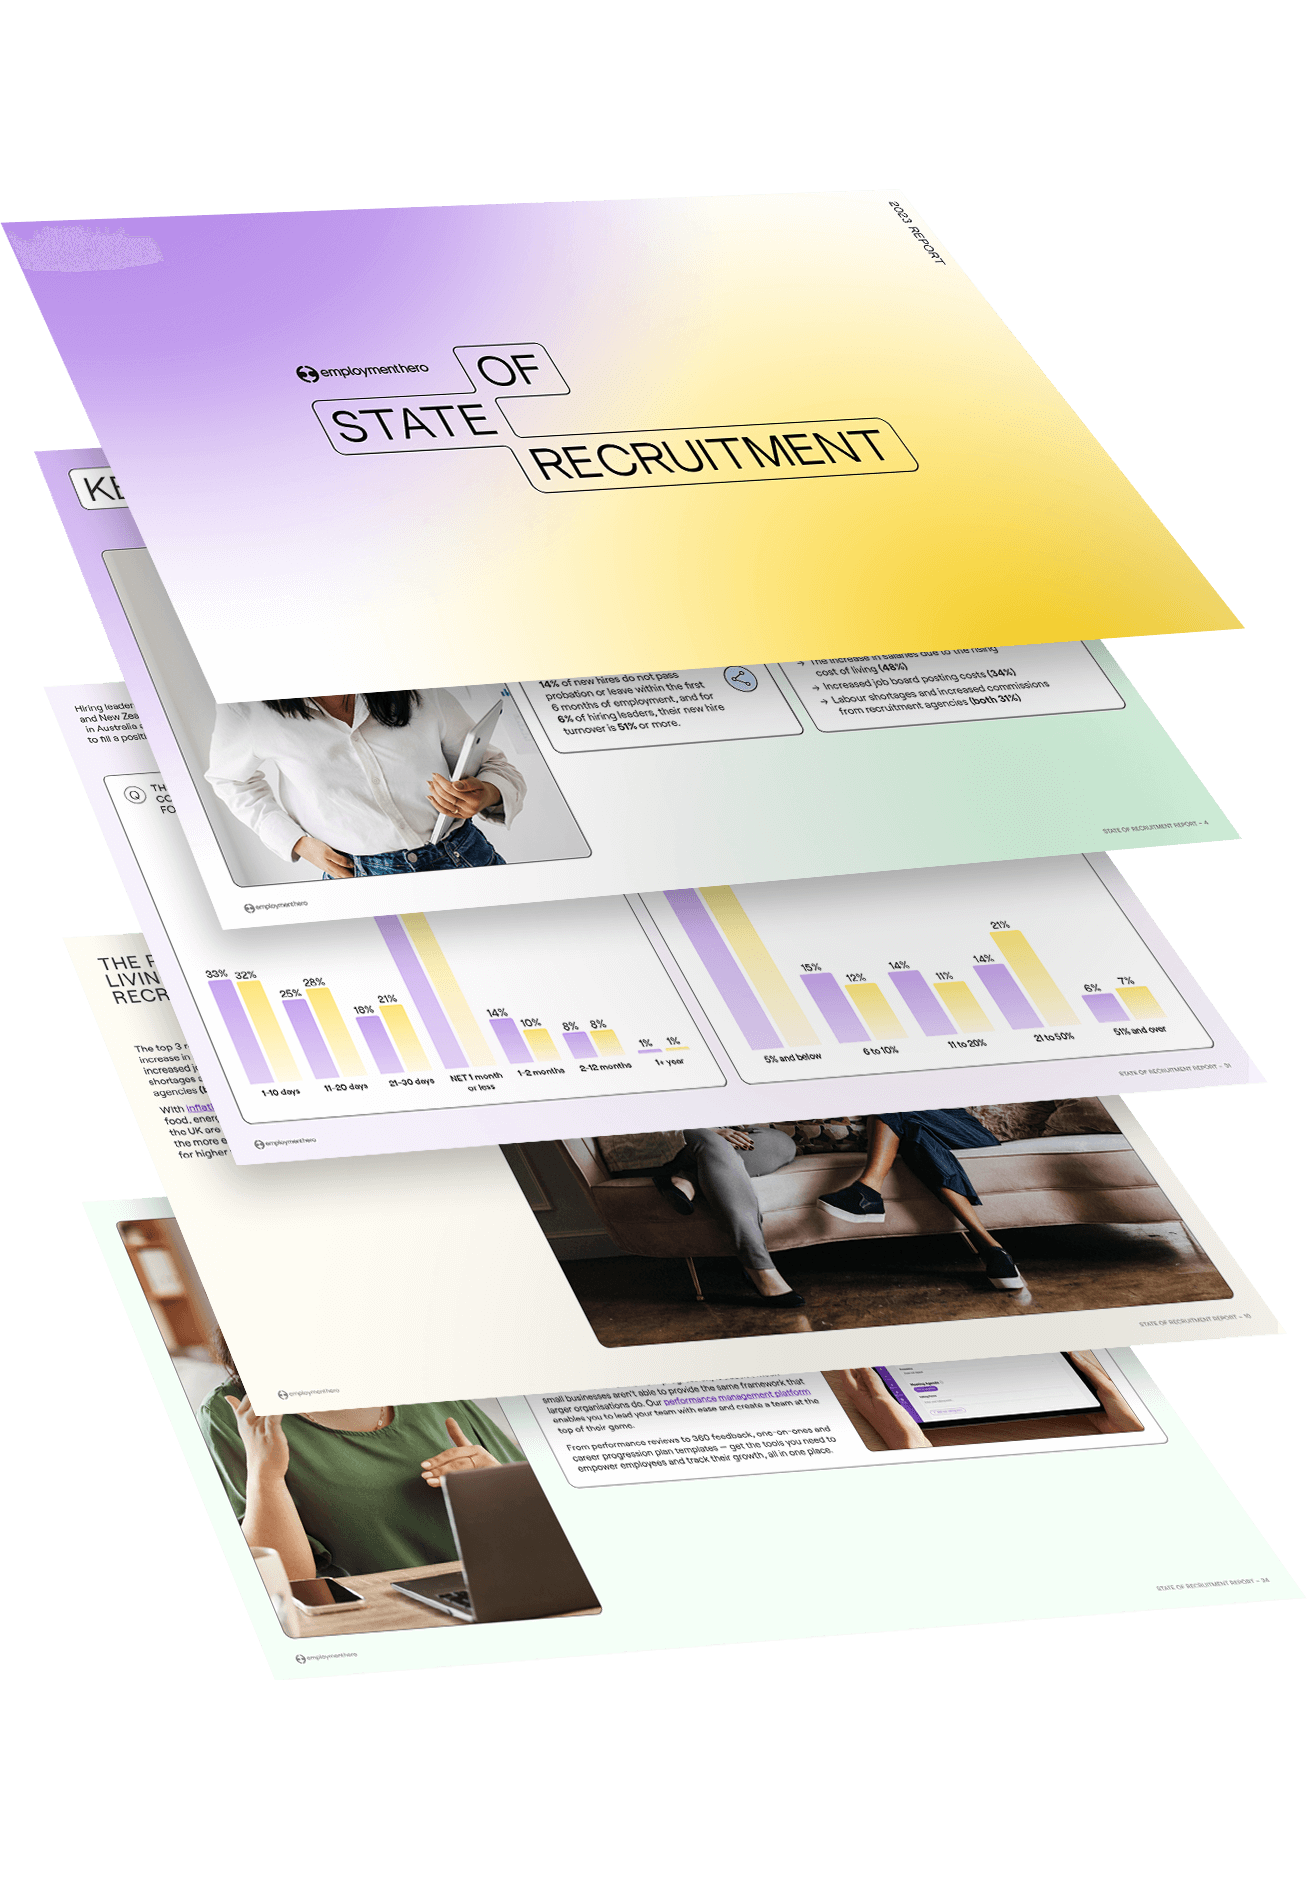 2023 REPORT
employmenthero
OF
STATE
RECRUITMENT
KE
14% of new hires do not pass
probation or leave within the first
6 months of employment, and for
6% of hiring leaders, their new hire
turnover is 51% or more.
→ The increase in salaries due to the rising
cost of living (48%)
→ Increased job board posting costs (34%)
→ Labour shortages and increased commissions
from recruitment agencies (both 31%)
STATE OF RECRUITMENT REPORT – 4
employmenthero
Hiring leader
and New Zea
in Australia
to fill a positi
Q
TH
CO
FO
33% 32%
25% 28%
18% 21%
14% 10%
8% 8%
1% 1%
1-10 days
11-20 days
21-30 days
NET 1 month
or less
1-2 months
2-12 months
1+ year
15% 12%
14% 11%
14% 21%
6% 7%
5% and below
6 to 10%
11 to 20%
21 to 50%
51% and over
STATE OF RECRUITMENT REPORT – 31
employmenthero
THE
LIVIN
RECR
The top 3 r
increase in
increased j
shortages
agencies (b
With inflati
food, energ
the UK are
the more e
for higher
STATE OF RECRUITMENT REPORT – 10
employmenthero
small businesses aren't able to provide the same framework that
larger organisations do. Our performance management platform
enables you to lead your team with ease and create a team at the
top of their game.
From performance reviews to 360 feedback, one-on-ones and
career progression plan templates — get the tools you need to
empower employees and track their growth, all in one place.
Meeting Agenda
STATE OF RECRUITMENT REPORT – 36
employmenthero